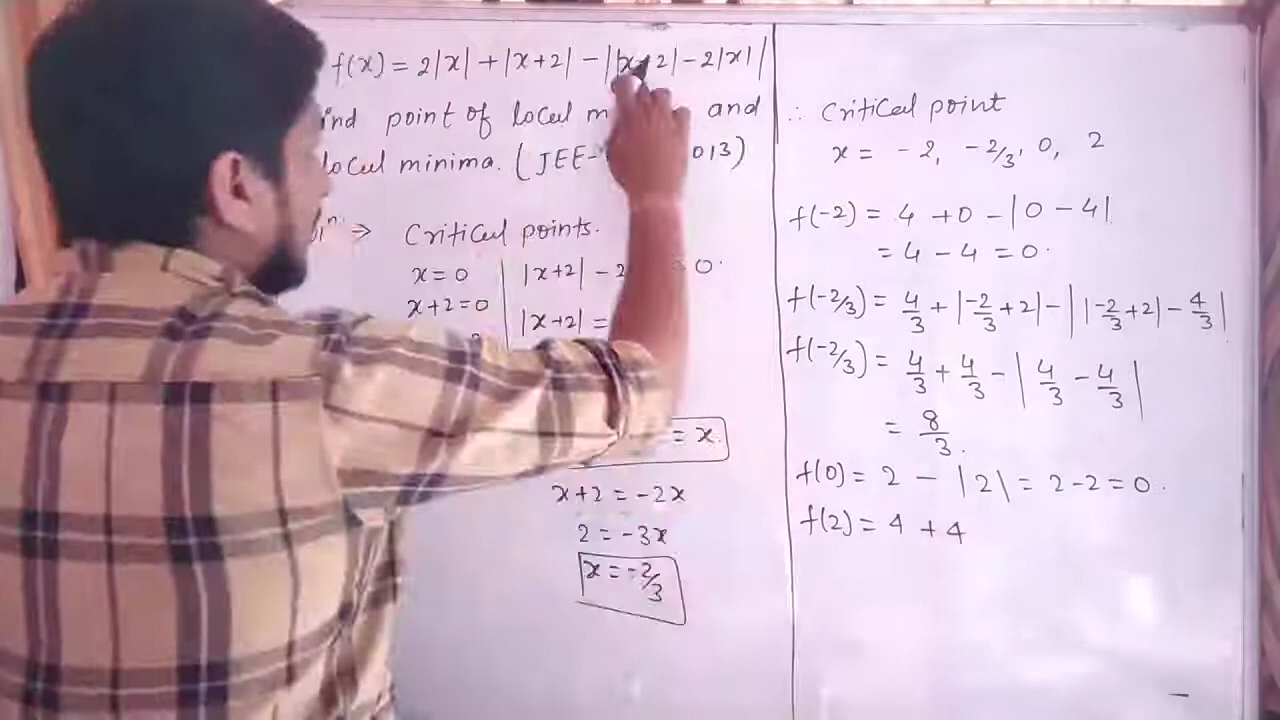 f(x) = 2|x| + |x+2| - ||x+2| - 2|x||
ind point of local m and
local minima. (JEE- 013)
⇒ Critical points.
x = 0
x+2 = 0
|x+2| - 2 = 0.
|x+2| =
= x.
x+2 = -2x
2 = -3x
x = -2/3
∴ Critical point
x = -2, -2/3, 0, 2
f(-2) = 4 + 0 - |0 - 4|
= 4 - 4 = 0.
f(-2/3) = 4/3 + |-2/3 + 2| - ||-2/3 + 2| - 4/3|
f(-2/3) = 4/3 + 4/3 - |4/3 - 4/3|
= 8/3.
f(0) = 2 - |2| = 2 - 2 = 0.
f(2) = 4 + 4